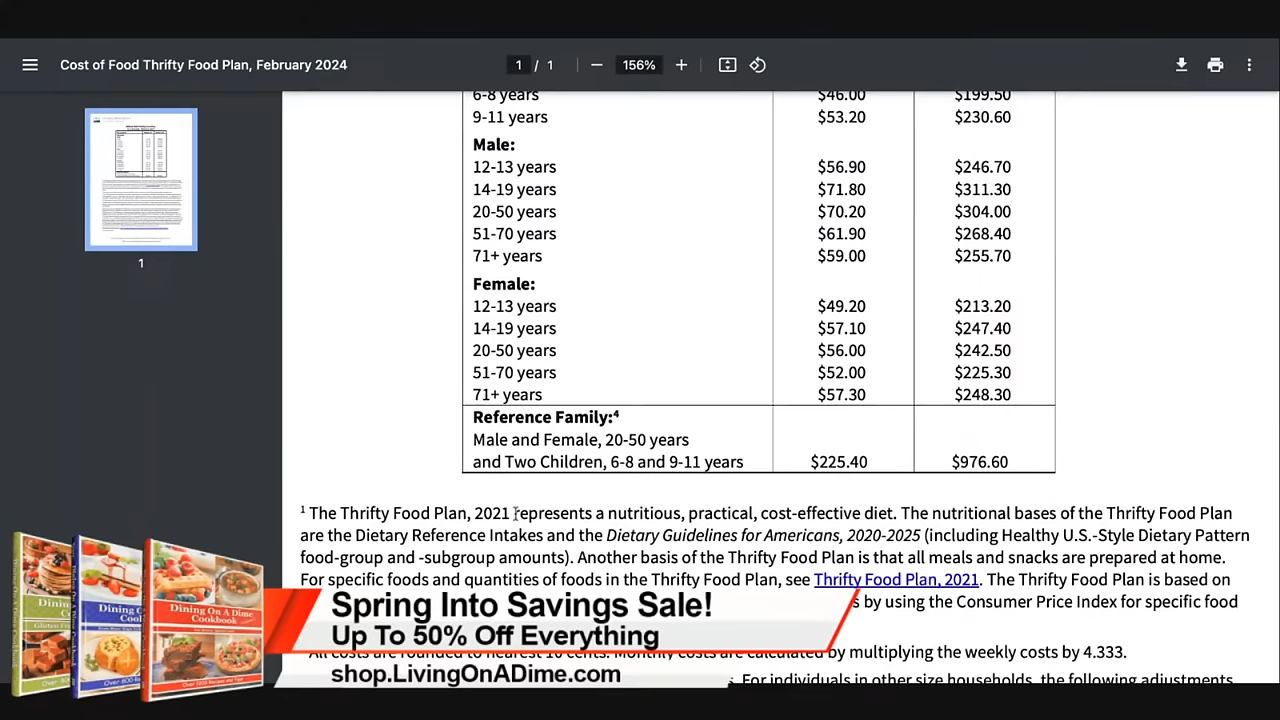 Cost of Food Thrifty Food Plan, February 2024
1 / 1
156%
6-8 years $46.00 $199.50
9-11 years $53.20 $230.60
Male:
12-13 years $56.90 $246.70
14-19 years $71.80 $311.30
20-50 years $70.20 $304.00
51-70 years $61.90 $268.40
71+ years $59.00 $255.70
Female:
12-13 years $49.20 $213.20
14-19 years $57.10 $247.40
20-50 years $56.00 $242.50
51-70 years $52.00 $225.30
71+ years $57.30 $248.30
Reference Family:⁴
Male and Female, 20-50 years
and Two Children, 6-8 and 9-11 years $225.40 $976.60
1
¹ The Thrifty Food Plan, 2021 represents a nutritious, practical, cost-effective diet. The nutritional bases of the Thrifty Food Plan
are the Dietary Reference Intakes and the Dietary Guidelines for Americans, 2020-2025 (including Healthy U.S.-Style Dietary Pattern
food-group and -subgroup amounts). Another basis of the Thrifty Food Plan is that all meals and snacks are prepared at home.
For specific foods and quantities of foods in the Thrifty Food Plan, see Thrifty Food Plan, 2021. The Thrifty Food Plan is based on
s by using the Consumer Price Index for specific food
All costs are rounded to nearest 10 cents. Monthly costs are calculated by multiplying the weekly costs by 4.333.
For individuals in other size households, the following adjustments
Dining On A Dime
Cookbook
Spring Into Savings Sale!
Up To 50% Off Everything
shop.LivingOnADime.com